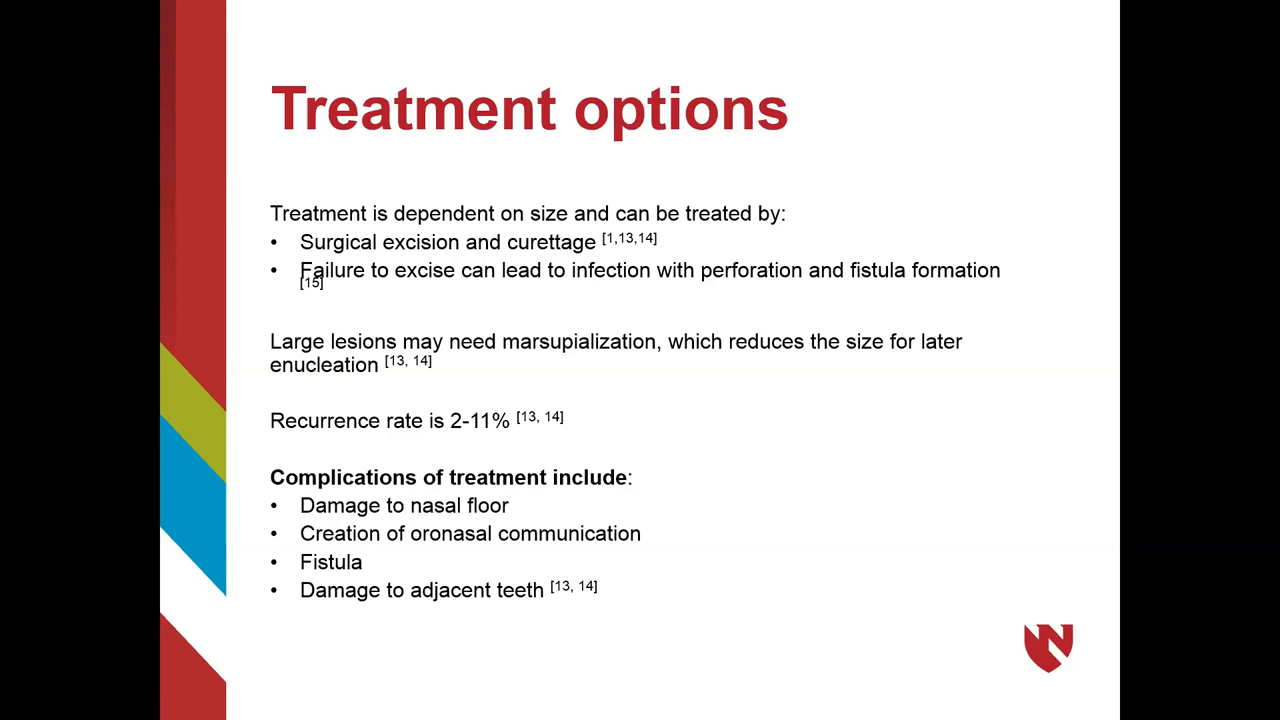 Treatment options
Treatment is dependent on size and can be treated by:
• Surgical excision and curettage [1,13,14]
• Failure to excise can lead to infection with perforation and fistula formation
[15]
Large lesions may need marsupialization, which reduces the size for later
enucleation [13, 14]
Recurrence rate is 2-11% [13, 14]
Complications of treatment include:
• Damage to nasal floor
• Creation of oronasal communication
• Fistula
• Damage to adjacent teeth [13, 14]
N